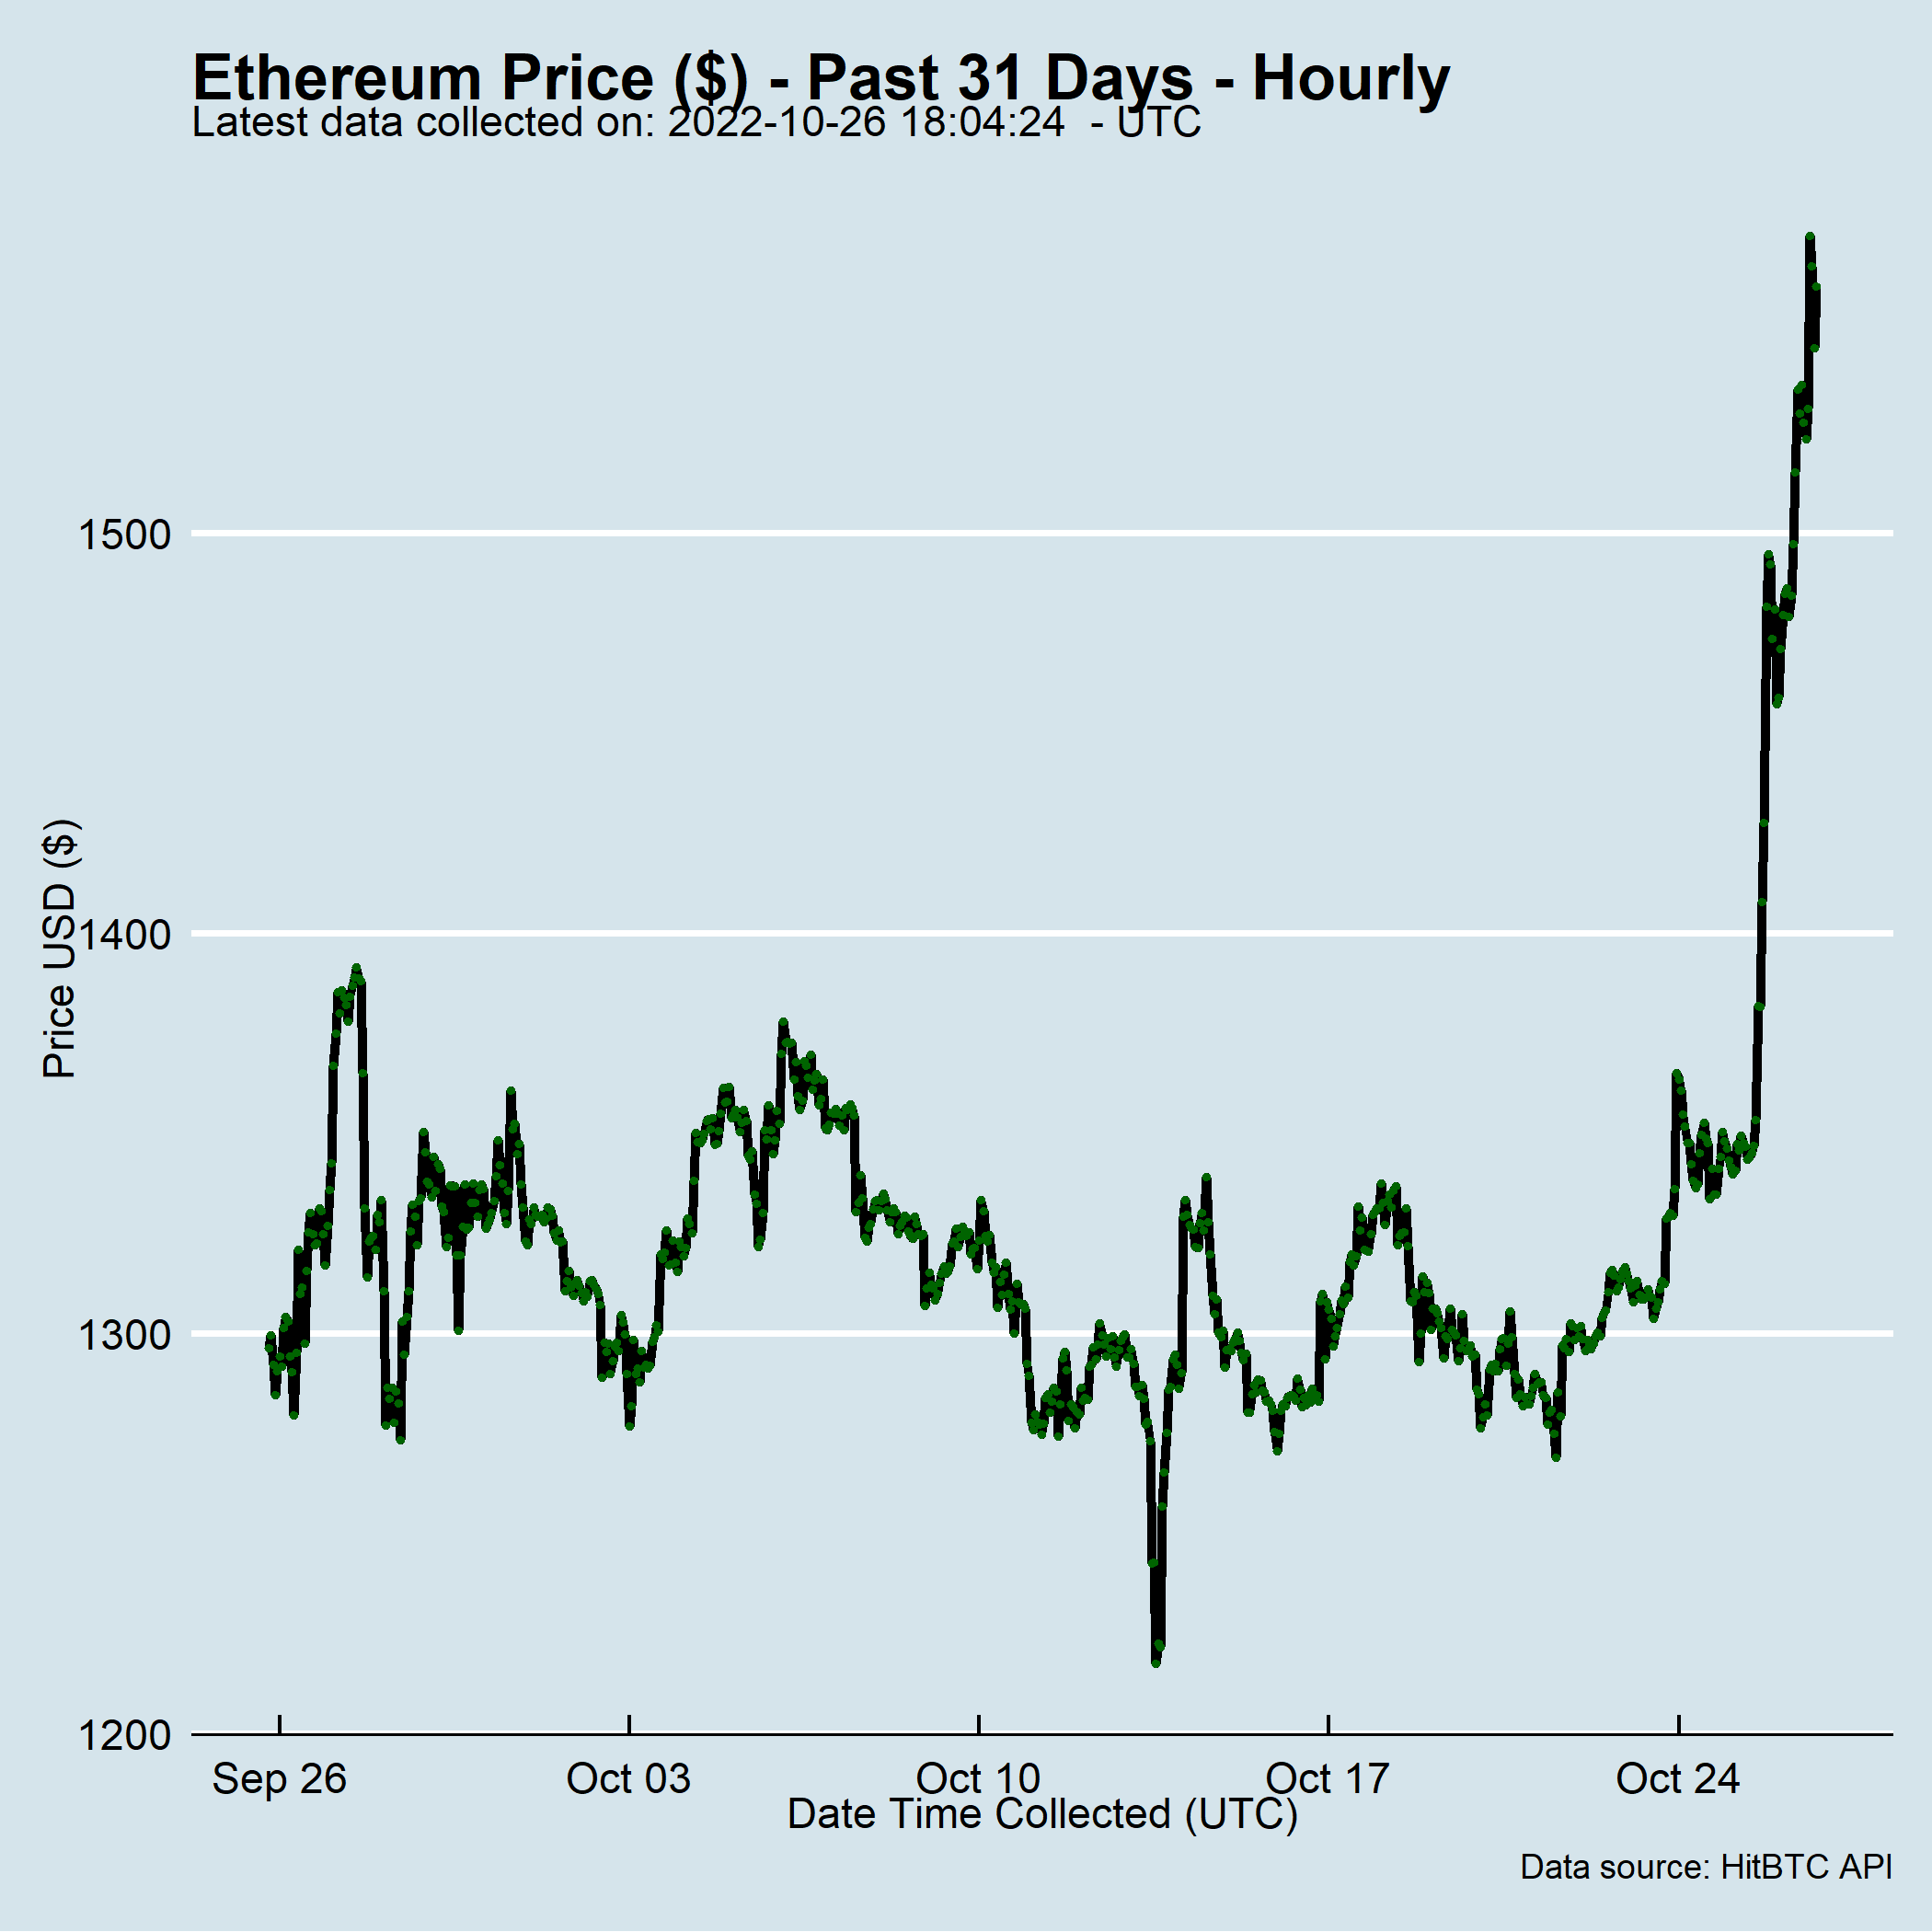 Ethereum Price ($) - Past 31 Days - Hourly
Latest data collected on: 2022-10-26 18:04:24  - UTC
Price USD ($)
1500
1400
1300
1200
Sep 26
Oct 03
Oct 10
Oct 17
Oct 24
Date Time Collected (UTC)
Data source: HitBTC API